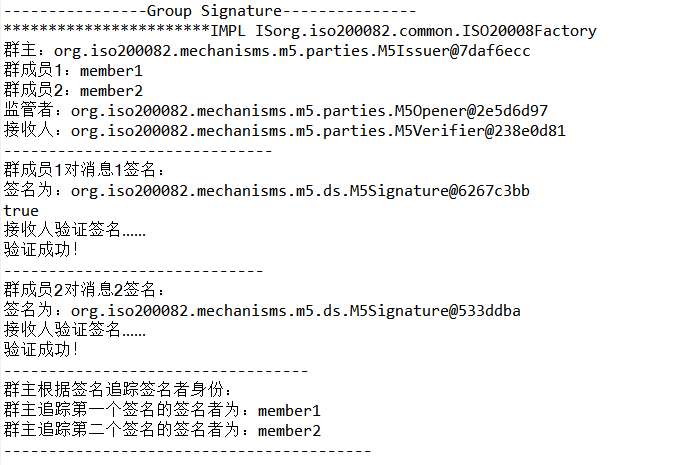 ----------------Group Signature---------------
***********************IMPL ISorg.iso200082.common.ISO20008Factory
群主：org.iso200082.mechanisms.m5.parties.M5Issuer@7daf6ecc
群成员1：member1
群成员2：member2
监管者：org.iso200082.mechanisms.m5.parties.M5Opener@2e5d6d97
接收人：org.iso200082.mechanisms.m5.parties.M5Verifier@238e0d81
------------------------------
群成员1对消息1签名：
签名为：org.iso200082.mechanisms.m5.ds.M5Signature@6267c3bb
true
接收人验证签名……
验证成功！
-----------------------------
群成员2对消息2签名：
签名为：org.iso200082.mechanisms.m5.ds.M5Signature@533ddba
接收人验证签名……
验证成功！
----------------------------------
群主根据签名追踪签名者身份：
群主追踪第一个签名的签名者为：member1
群主追踪第二个签名的签名者为：member2
-----------------------------------------